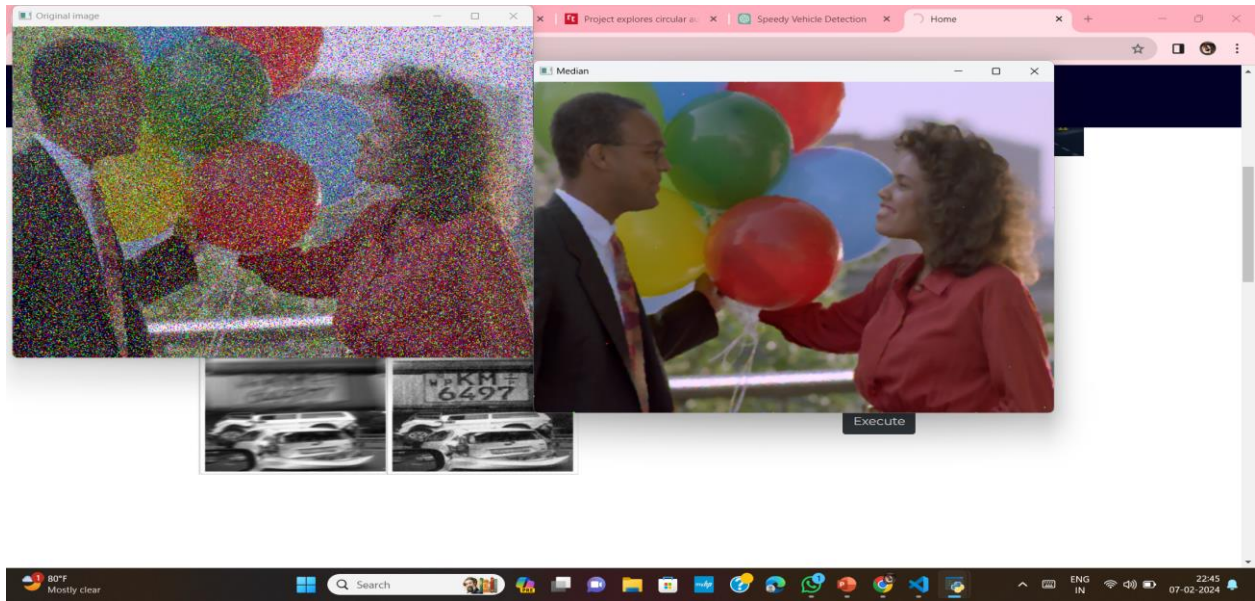 Original image
Project explores circular au
Speedy Vehicle Detection
Home
Median
KM
6497
Execute
80°F
Mostly clear
Search
ENG
IN
22:45
07-02-2024